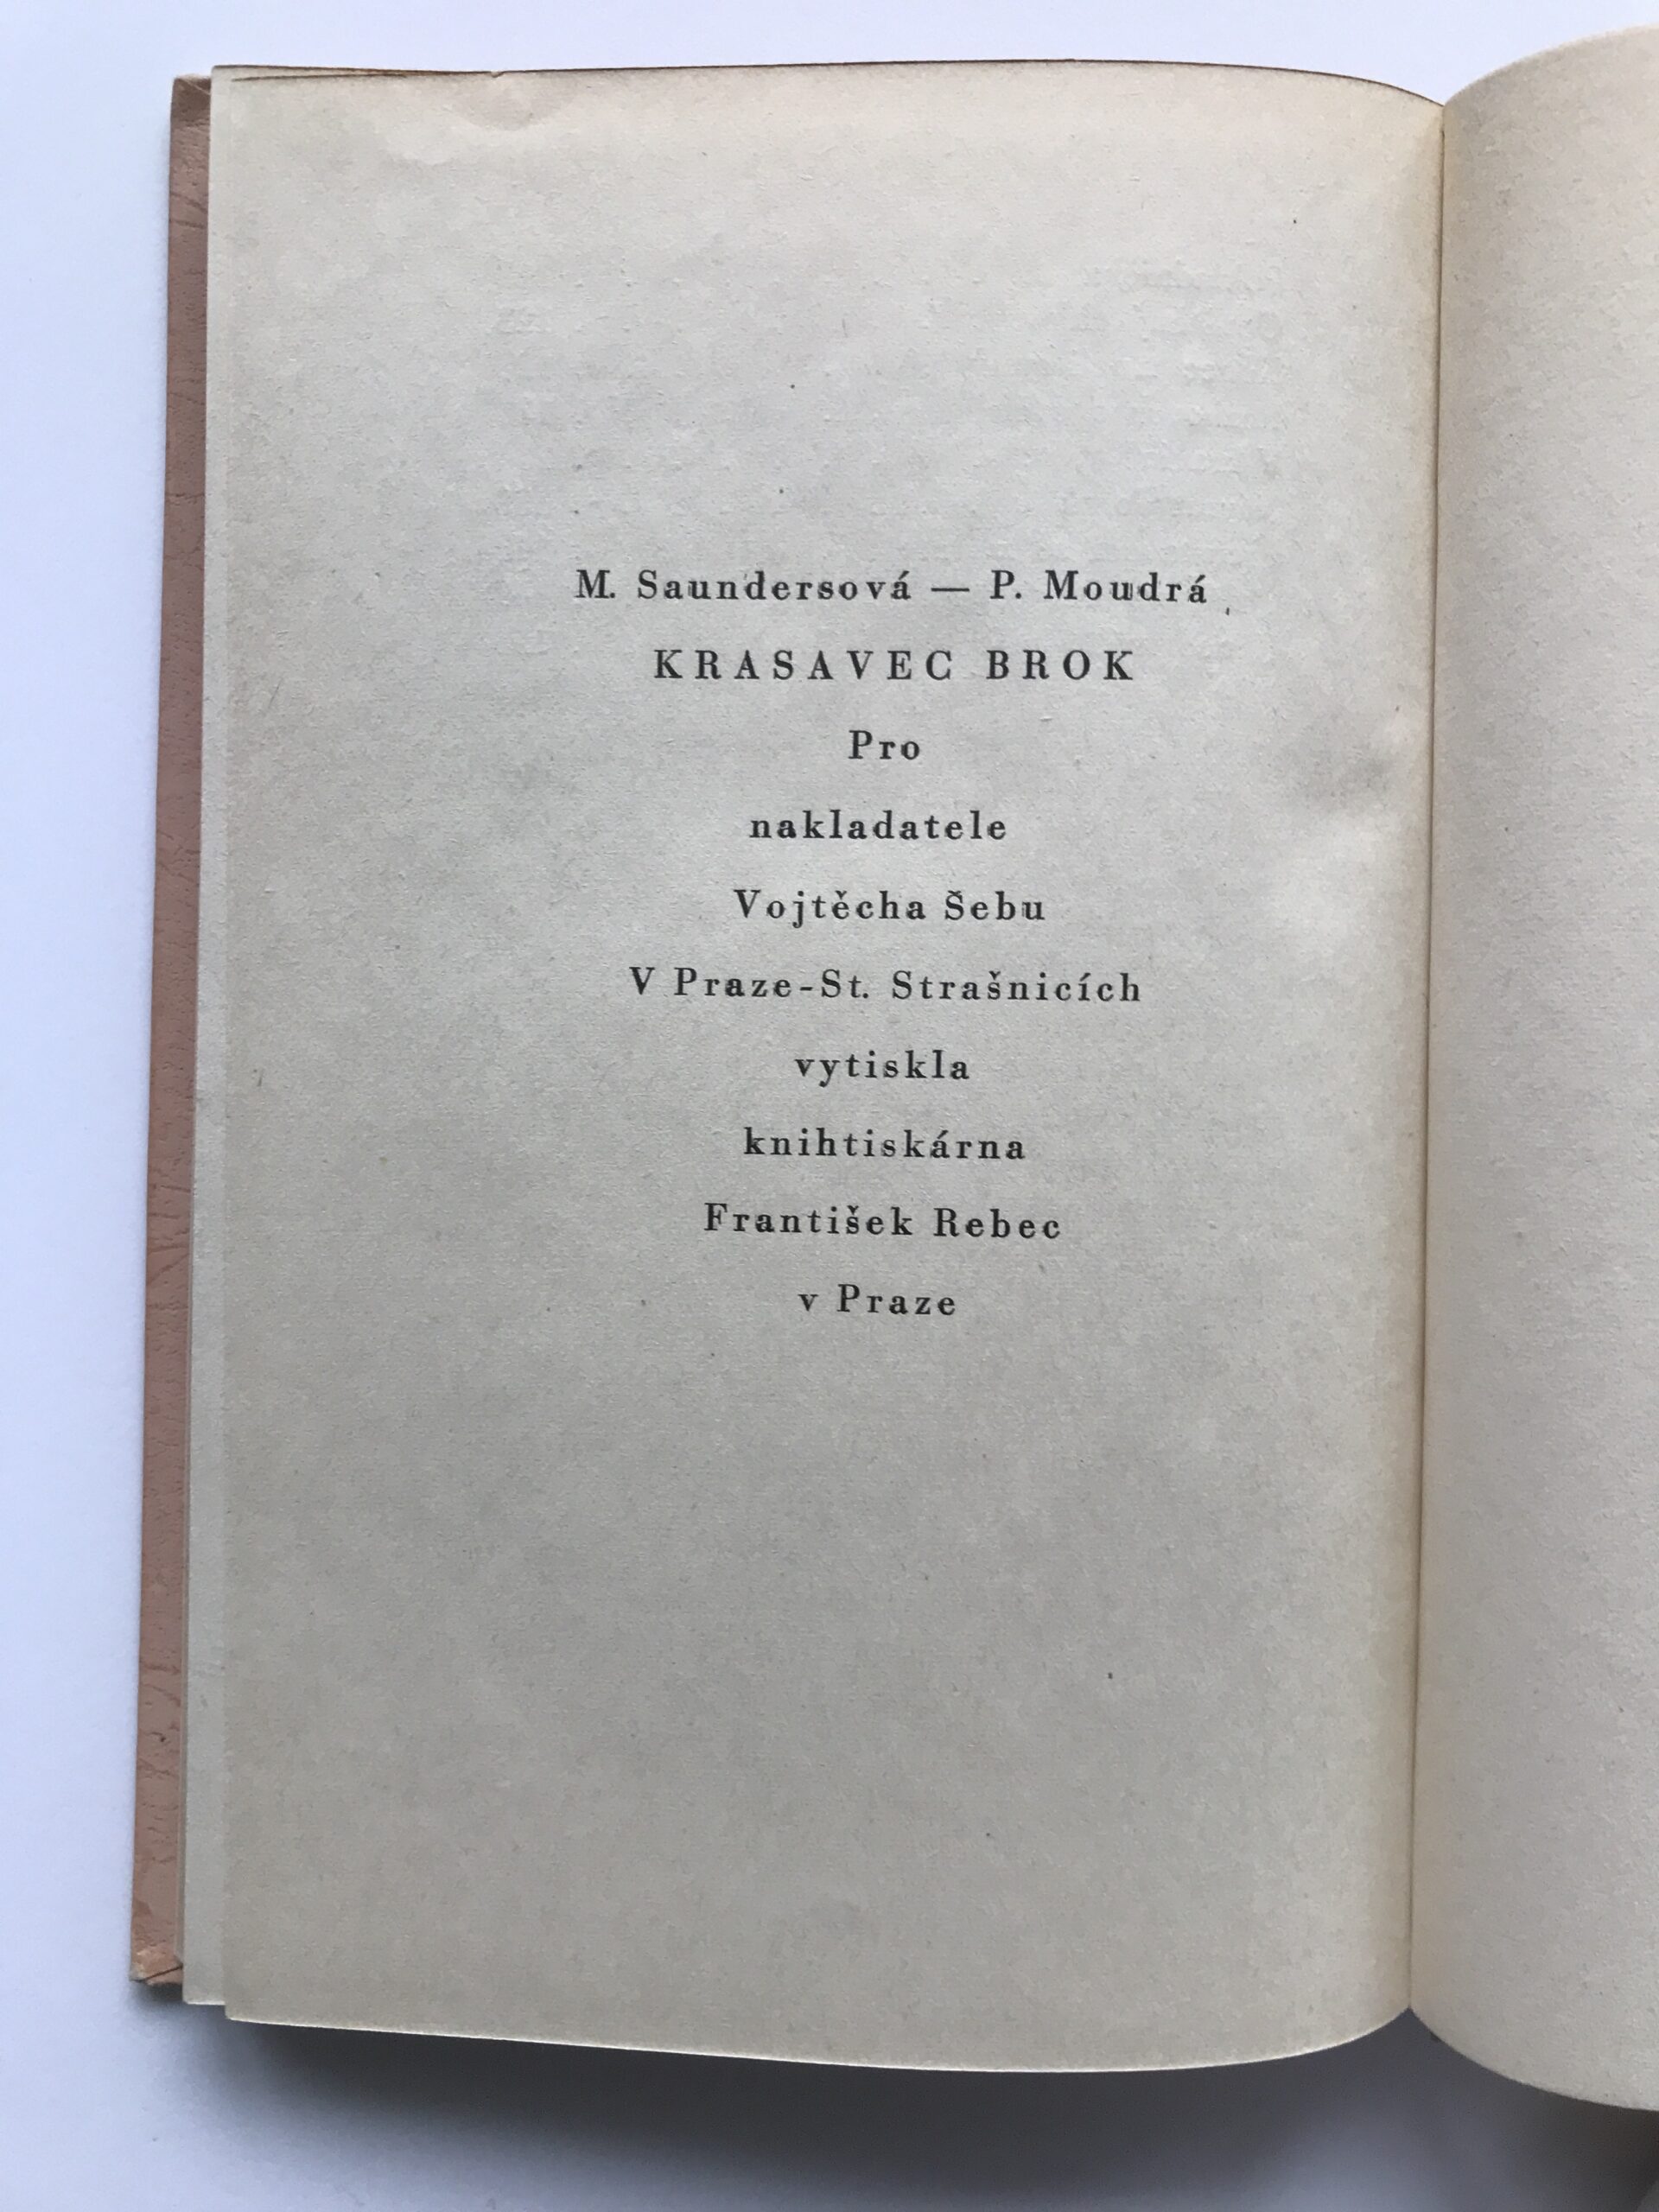 M. Saundersová — P. Moudrá
KRASAVEC BROK
Pro
nakladatele
Vojtěcha Šebu
V Praze-St. Strašnicích
vytiskla
knihtiskárna
František Rebec
v Praze